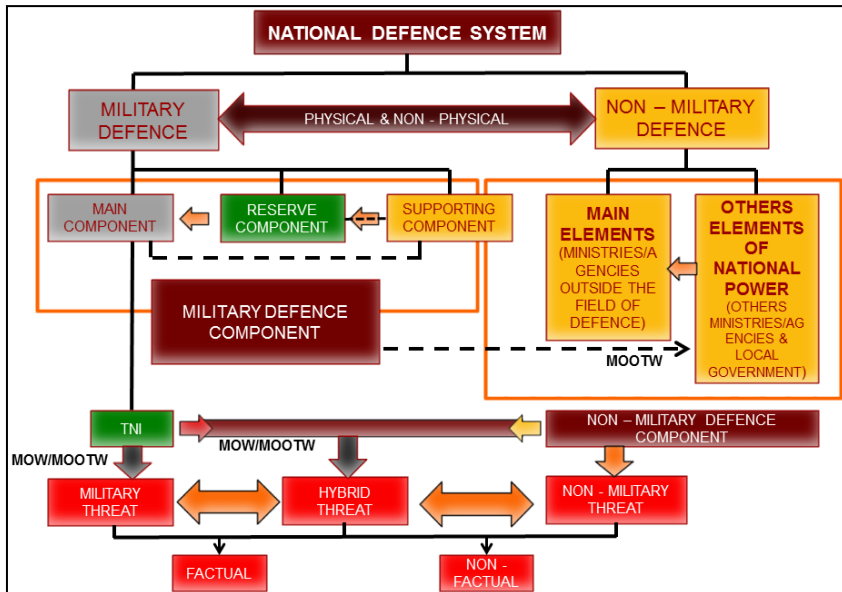 NATIONAL DEFENCE SYSTEM
MILITARY
DEFENCE
PHYSICAL & NON - PHYSICAL
NON – MILITARY
DEFENCE
MAIN
COMPONENT
RESERVE
COMPONENT
SUPPORTING
COMPONENT
MAIN
ELEMENTS
(MINISTRIES/A
GENCIES
OUTSIDE THE
FIELD OF
DEFENCE)
OTHERS
ELEMENTS
OF
NATIONAL
POWER
(OTHERS
MINISTRIES/AG
ENCIES &
LOCAL
GOVERNMENT)
MILITARY DEFENCE
COMPONENT
MOOTW
TNI
NON – MILITARY DEFENCE
COMPONENT
MOW/MOOTW
MOW/MOOTW
MILITARY
THREAT
HYBRID
THREAT
NON - MILITARY
THREAT
FACTUAL
NON -
FACTUAL